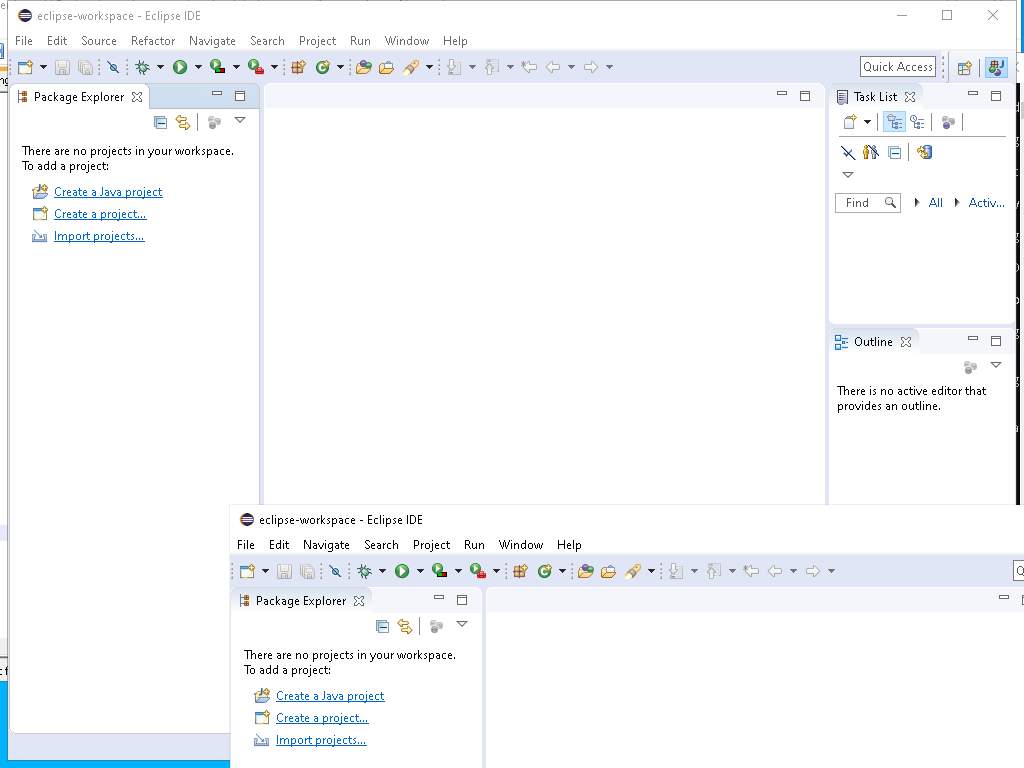 eclipse-workspace - Eclipse IDE
File Edit Source Refactor Navigate Search Project Run Window Help
Quick Access
Package Explorer
There are no projects in your workspace.
To add a project:
Create a Java project
Create a project...
Import projects...
Task List
Find
All
Activ...
Outline
There is no active editor that
provides an outline.
eclipse-workspace - Eclipse IDE
File Edit Navigate Search Project Run Window Help
Package Explorer
There are no projects in your workspace.
To add a project:
Create a Java project
Create a project...
Import projects...